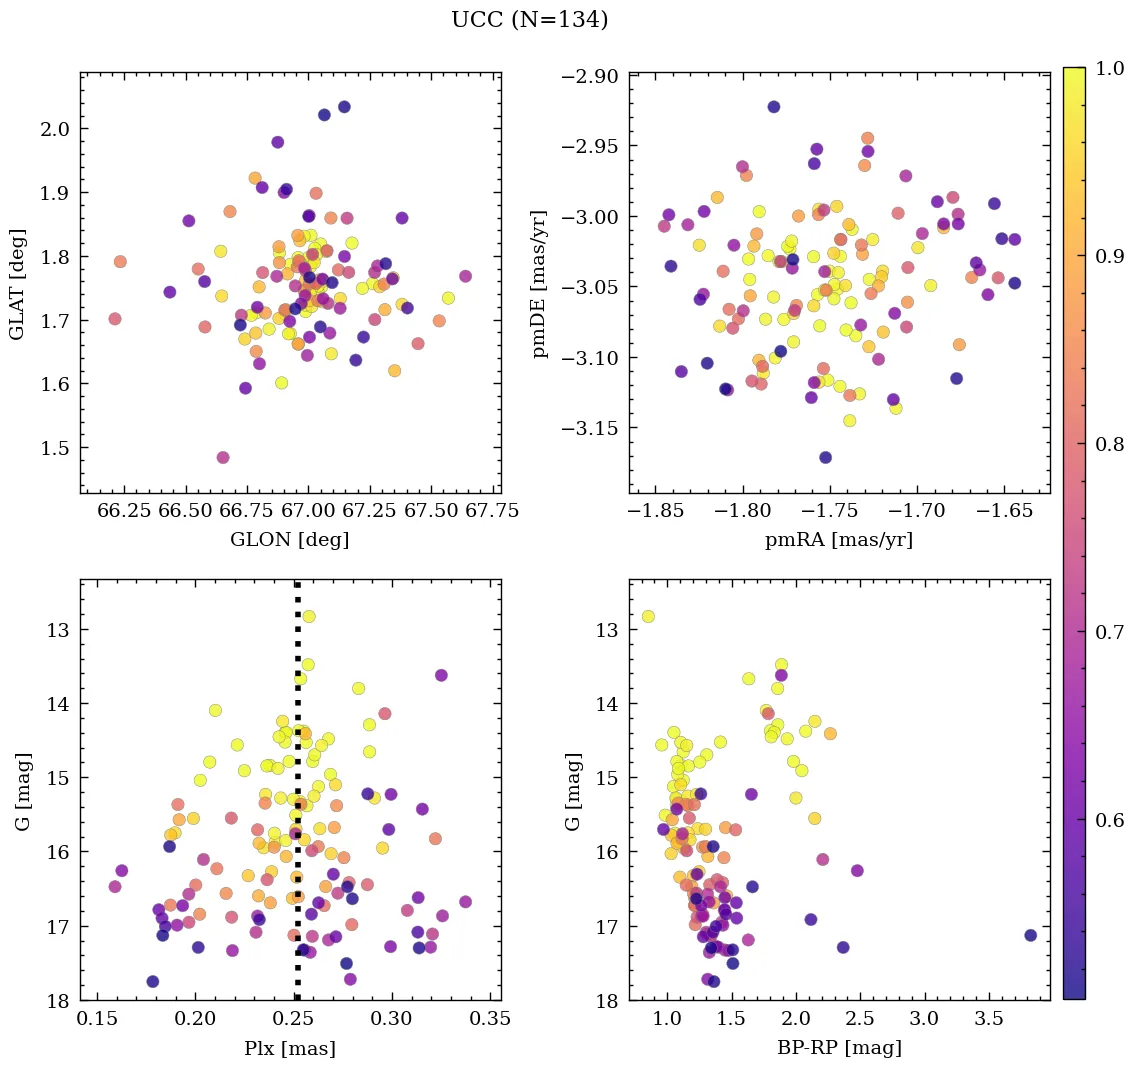 UCC (N=134)
2.0
1.9
1.8
1.7
1.6
1.5
GLAT [deg]
66.25 66.50 66.75 67.00 67.25 67.50 67.75
GLON [deg]
−2.90
−2.95
−3.00
−3.05
−3.10
−3.15
pmDE [mas/yr]
−1.85 −1.80 −1.75 −1.70 −1.65
pmRA [mas/yr]
1.0
0.9
0.8
0.7
0.6
13
14
15
16
17
18
G [mag]
0.15 0.20 0.25 0.30 0.35
Plx [mas]
13
14
15
16
17
18
G [mag]
1.0 1.5 2.0 2.5 3.0 3.5
BP-RP [mag]